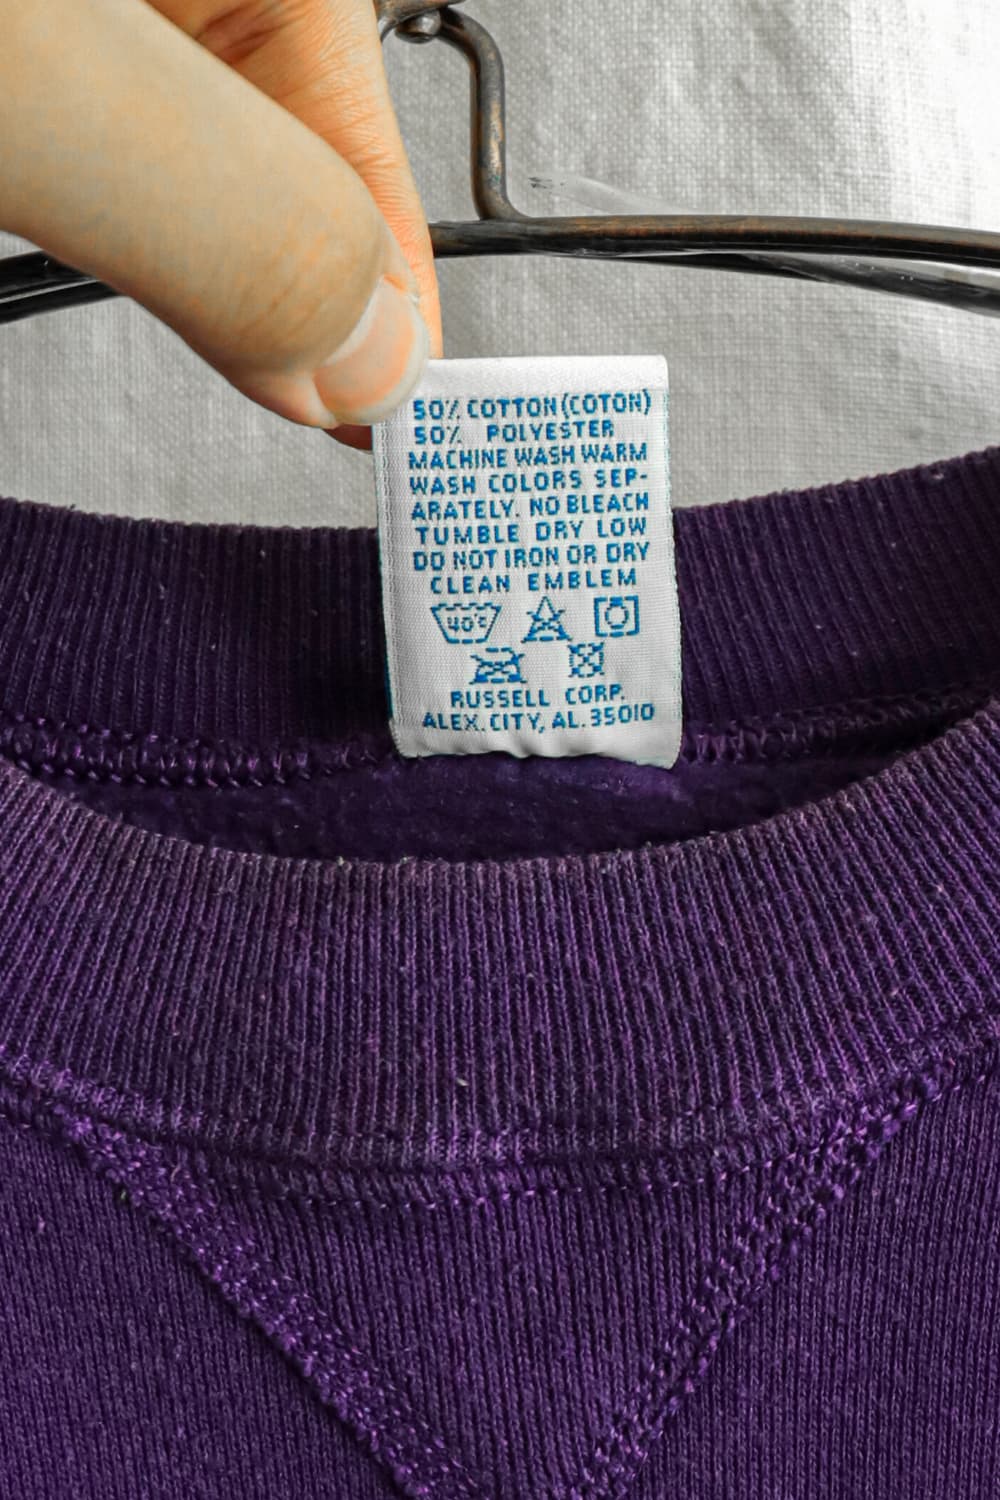 50% COTTON (COTON)
50% POLYESTER
MACHINE WASH WARM
WASH COLORS SEP-
ARATELY. NO BLEACH
TUMBLE DRY LOW
DO NOT IRON OR DRY
CLEAN EMBLEM
40°C
RUSSELL CORP.
ALEX. CITY, AL. 35010